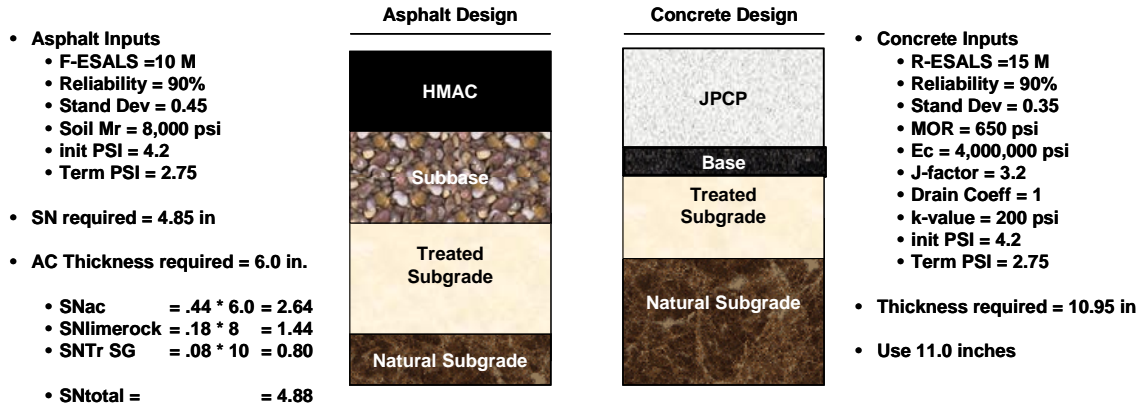 Asphalt Design
Concrete Design
• Asphalt Inputs
• F-ESALS =10 M
• Reliability = 90%
• Stand Dev = 0.45
• Soil Mr = 8,000 psi
• init PSI = 4.2
• Term PSI = 2.75
• SN required = 4.85 in
• AC Thickness required = 6.0 in.
• SNac = .44 * 6.0 = 2.64
• SNlimerock = .18 * 8 = 1.44
• SNTr SG = .08 * 10 = 0.80
• SNtotal = = 4.88
HMAC
Subbase
Treated
Subgrade
Natural Subgrade
JPCP
Base
Treated
Subgrade
Natural Subgrade
• Concrete Inputs
• R-ESALS =15 M
• Reliability = 90%
• Stand Dev = 0.35
• MOR = 650 psi
• Ec = 4,000,000 psi
• J-factor = 3.2
• Drain Coeff = 1
• k-value = 200 psi
• init PSI = 4.2
• Term PSI = 2.75
• Thickness required = 10.95 in
• Use 11.0 inches